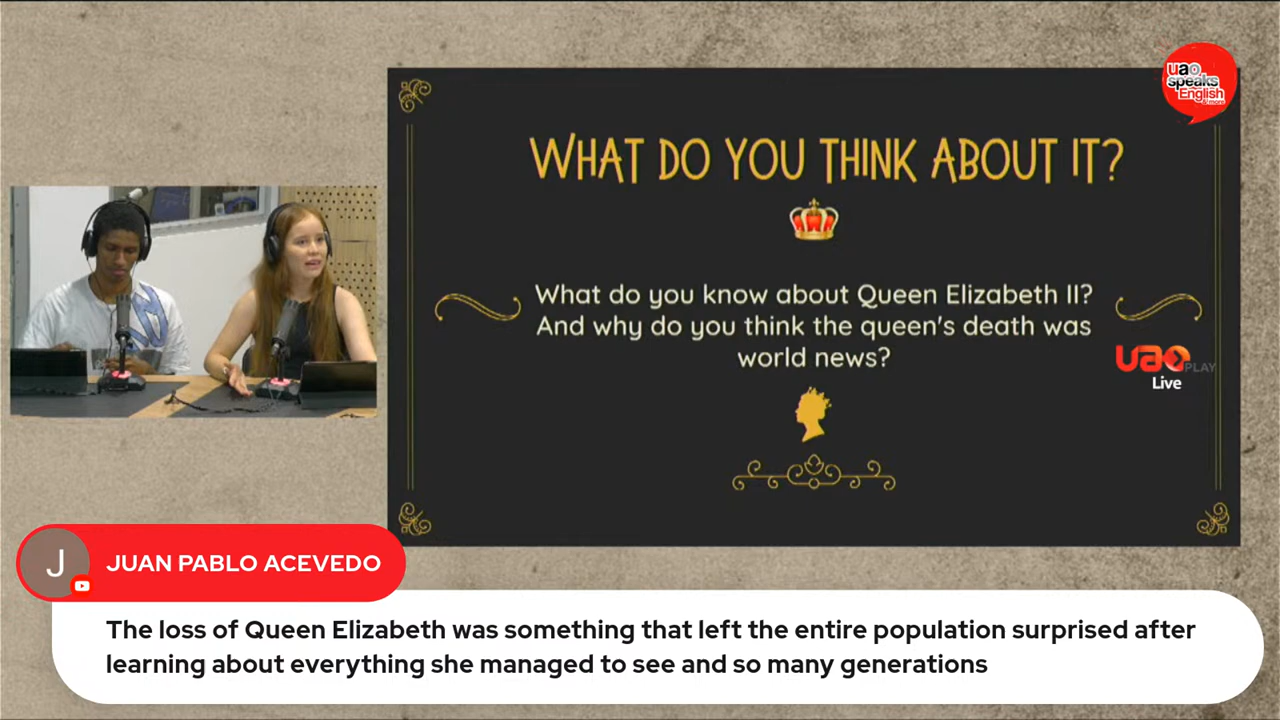 uao
speaks
English
& more
WHAT DO YOU THINK ABOUT IT?
What do you know about Queen Elizabeth II?
And why do you think the queen's death was
world news?
uao PLAY
Live
J
JUAN PABLO ACEVEDO
The loss of Queen Elizabeth was something that left the entire population surprised after
learning about everything she managed to see and so many generations